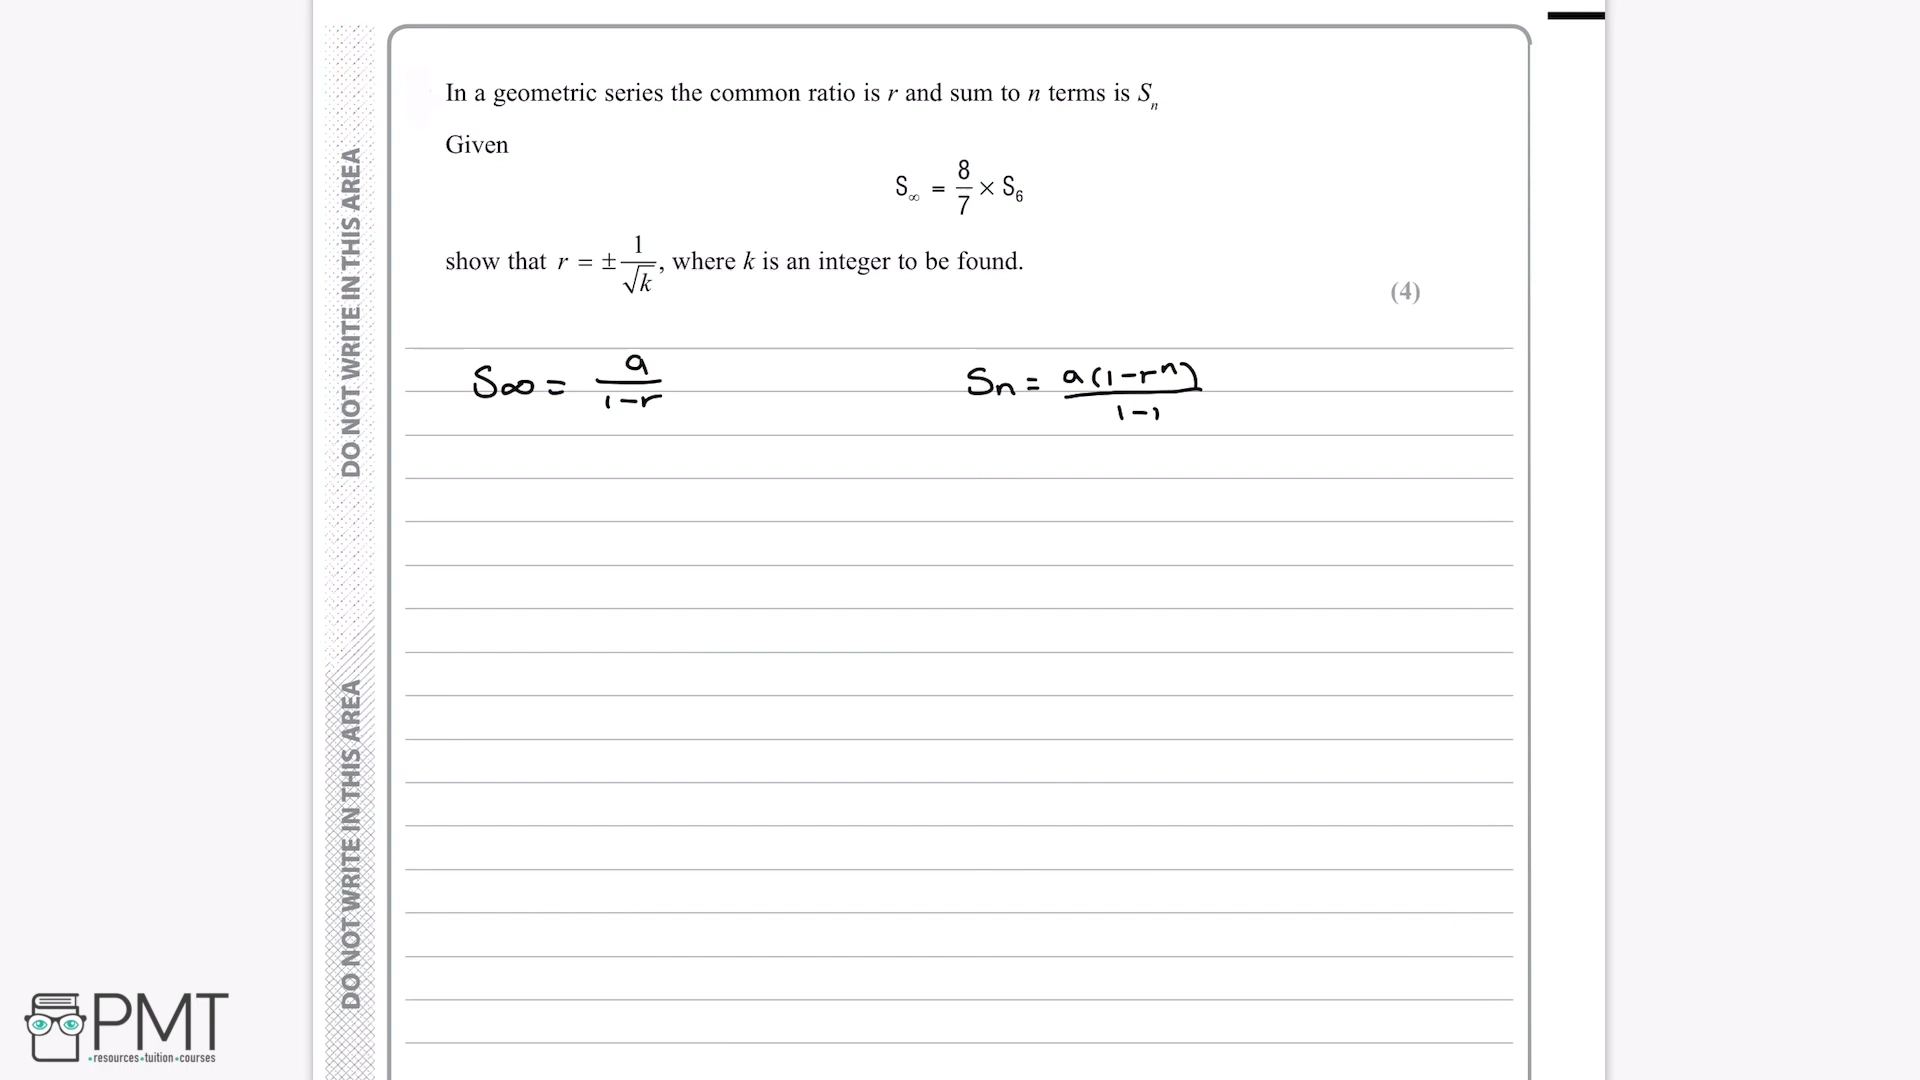 In a geometric series the common ratio is r and sum to n terms is Sₙ
Given
S∞ = 8/7 × S₆
show that r = ± 1/√k, where k is an integer to be found.
(4)
S∞ = a/(1-r)
Sn = a(1-rⁿ)/(1-
DO NOT WRITE IN THIS AREA
DO NOT WRITE IN THIS AREA
PMT
•resources•tuition•courses